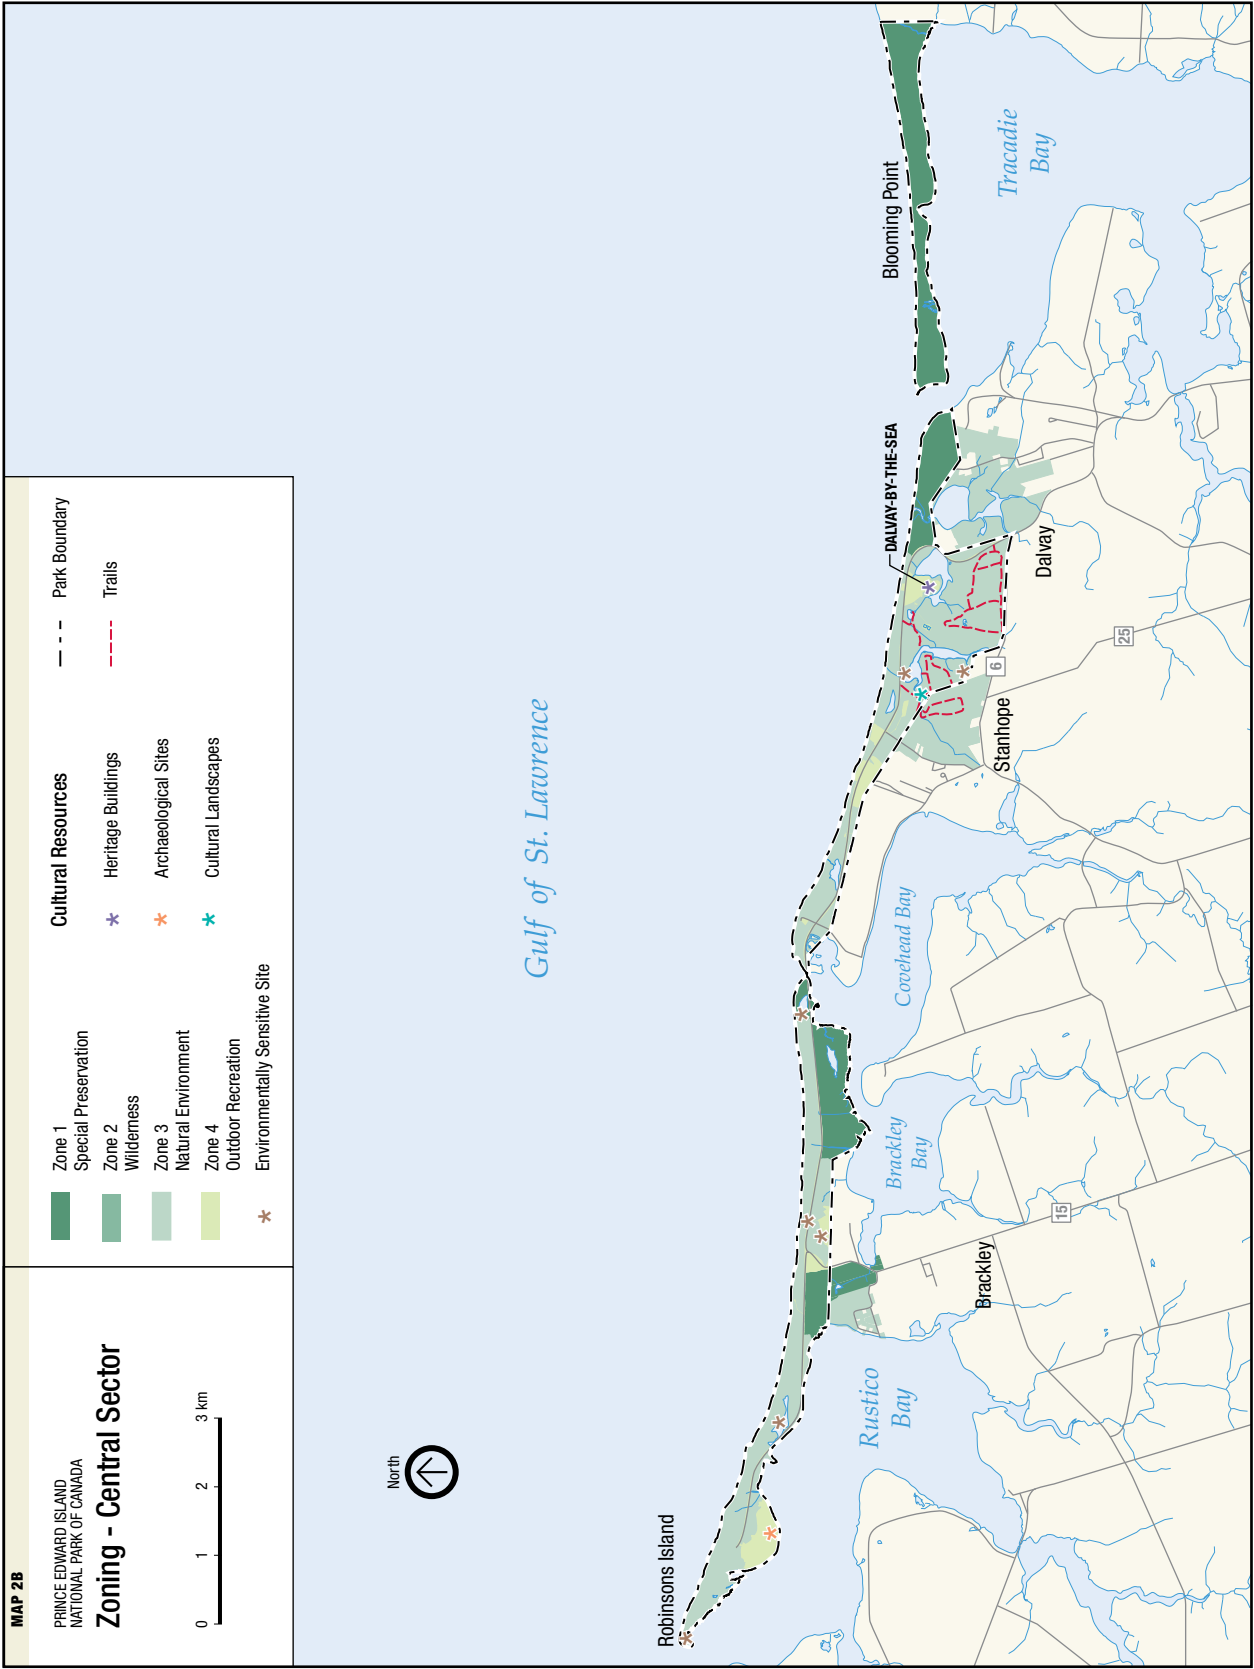 MAP 2B
PRINCE EDWARD ISLAND
NATIONAL PARK OF CANADA
Zoning - Central Sector
0 1 2 3 km
Zone 1
Special Preservation
Zone 2
Wilderness
Zone 3
Natural Environment
Zone 4
Outdoor Recreation
Environmentally Sensitive Site
Cultural Resources
Heritage Buildings
Archaeological Sites
Cultural Landscapes
Park Boundary
Trails
North
Gulf of St. Lawrence
Robinsons Island
Rustico
Bay
Brackley
15
Brackley
Bay
Covehead Bay
Stanhope
6
25
DALVAY-BY-THE-SEA
Dalvay
Blooming Point
Tracadie
Bay